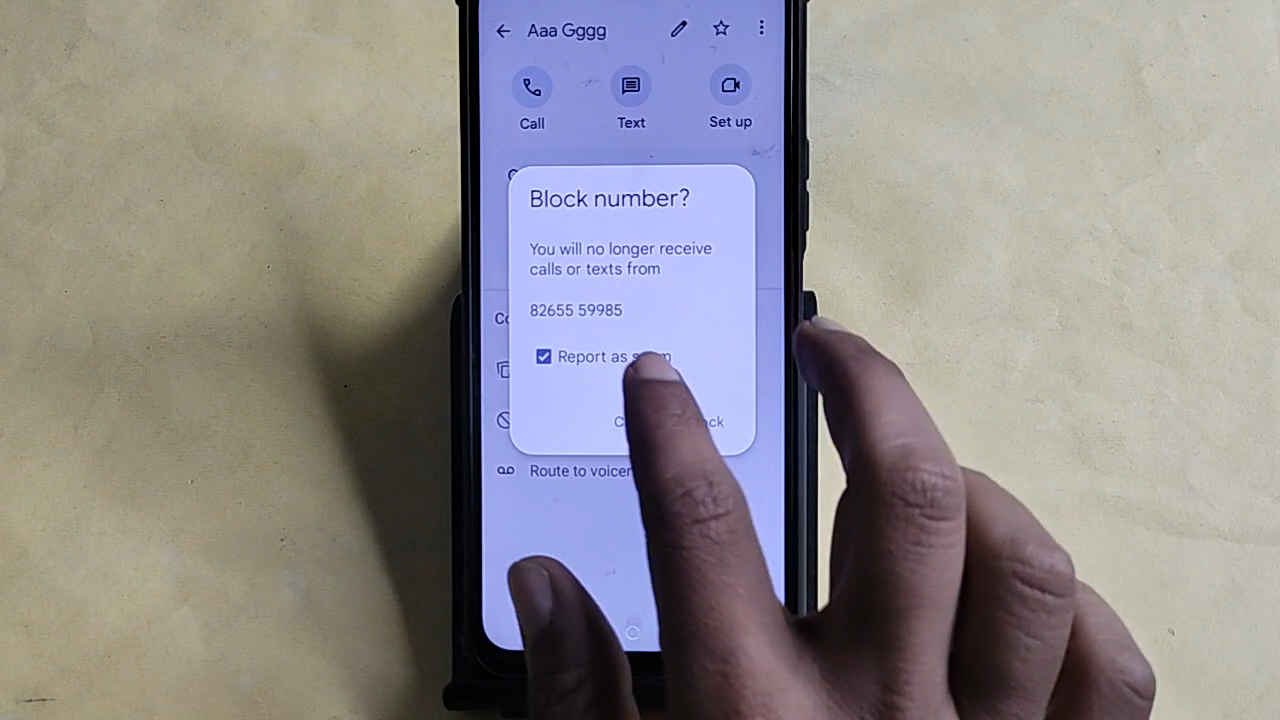 Aaa Gggg
Call
Text
Set up
Block number?
You will no longer receive
calls or texts from
82655 59985
Report as
Route to